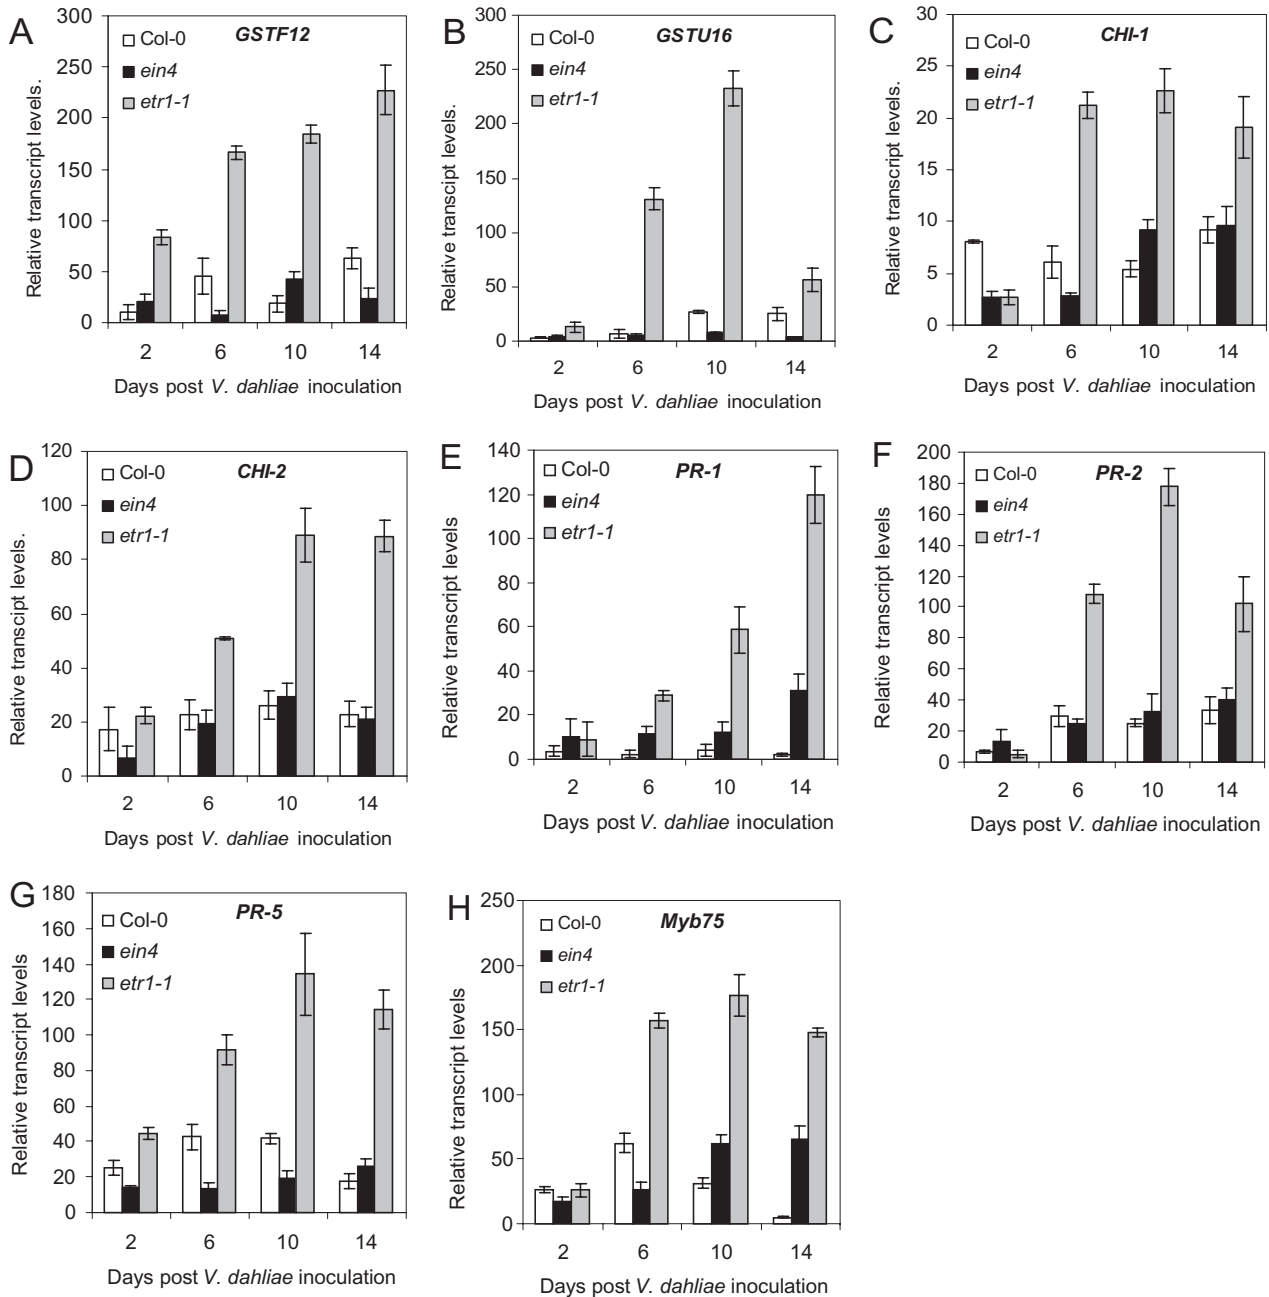 A
GSTF12
Col-0
ein4
etr1-1
Relative transcript levels.
300
250
200
150
100
50
0
2 6 10 14
Days post V. dahliae inoculation
B
GSTU16
Col-0
ein4
etr1-1
Relative transcipt levels.
300
250
200
150
100
50
0
2 6 10 14
Days post V. dahliae inoculation
C
CHI-1
Col-0
ein4
etr1-1
Relative transcript levels.
30
25
20
15
10
5
0
2 6 10 14
Days post V. dahliae inoculation
D
CHI-2
Col-0
ein4
etr1-1
Relative transcript levels.
120
100
80
60
40
20
0
2 6 10 14
Days post V. dahliae inoculation
E
PR-1
Col-0
ein4
etr1-1
Relative transcript levels
140
120
100
80
60
40
20
0
2 6 10 14
Days post V. dahliae inoculation
F
PR-2
Col-0
ein4
etr1-1
Relative transcript levels
200
180
160
140
120
100
80
60
40
20
0
2 6 10 14
Days post V. dahliae inoculation
G
PR-5
Col-0
ein4
etr1-1
Relative transcript levels
180
160
140
120
100
80
60
40
20
0
2 6 10 14
Days post V. dahliae inoculation
H
Myb75
Col-0
ein4
etr1-1
Relative transcript levels
250
200
150
100
50
0
2 6 10 14
Days post V. dahliae inoculation